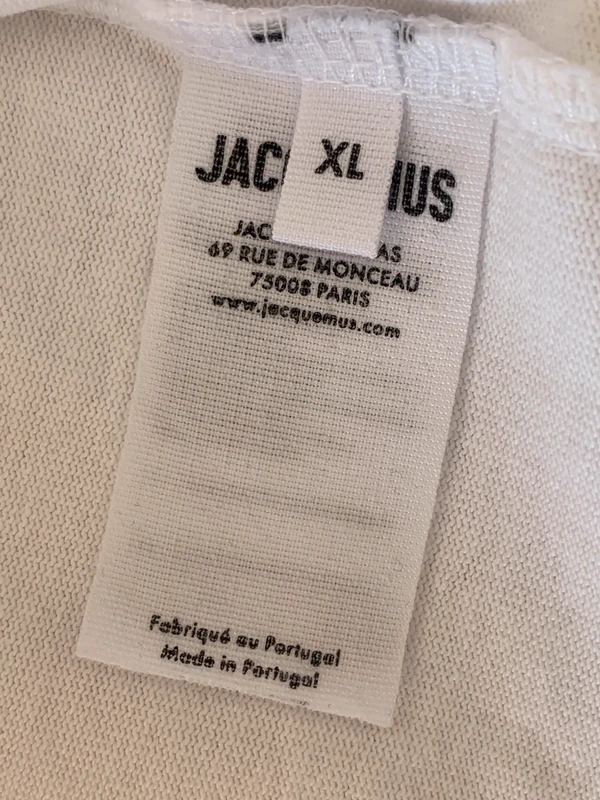 XL
JAC MUS
JAC AS
69 RUE DE MONCEAU
75008 PARIS
www.jacquemus.com
Fabriqué au Portugal
Made in Portugal